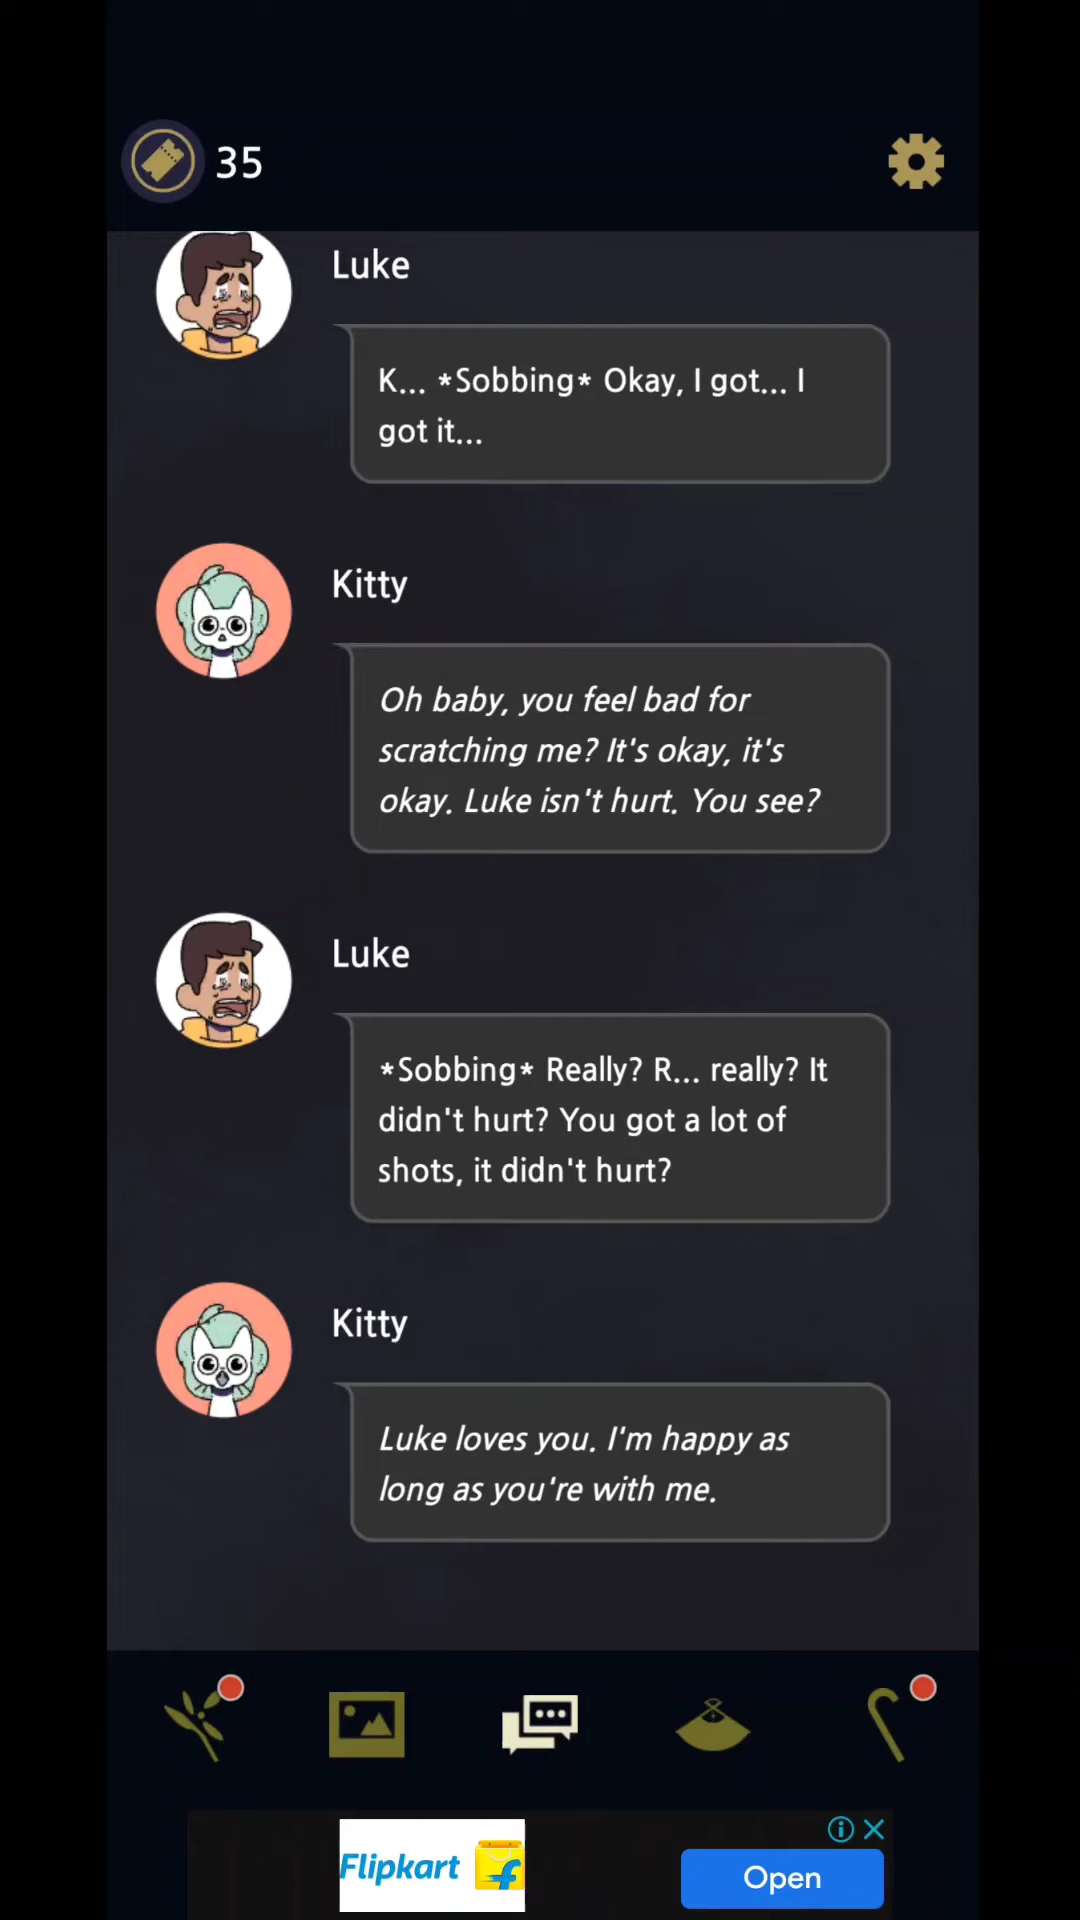 35
Luke
K... *Sobbing* Okay, I got... I
got it...
Kitty
Oh baby, you feel bad for
scratching me? It's okay, it's
okay. Luke isn't hurt. You see?
Luke
*Sobbing* Really? R... really? It
didn't hurt? You got a lot of
shots, it didn't hurt?
Kitty
Luke loves you. I'm happy as
long as you're with me.
Flipkart
Open